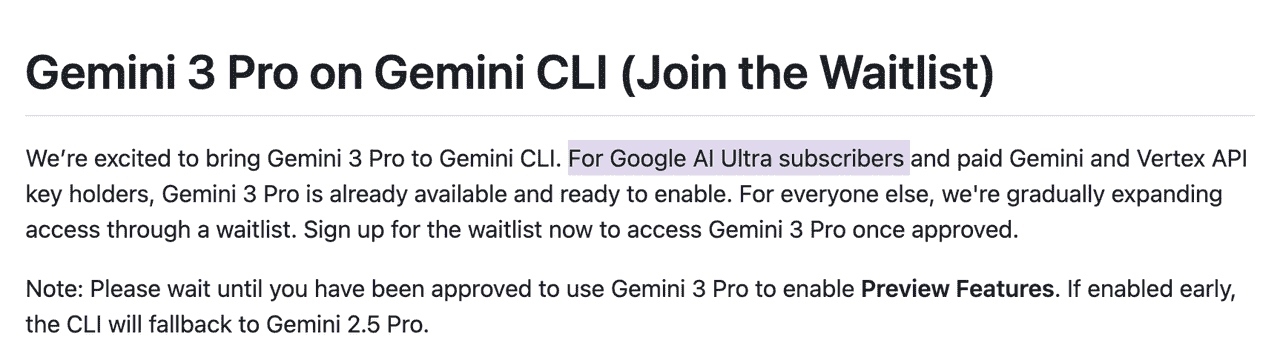 Gemini 3 Pro on Gemini CLI (Join the Waitlist)
We’re excited to bring Gemini 3 Pro to Gemini CLI. For Google AI Ultra subscribers and paid Gemini and Vertex API
key holders, Gemini 3 Pro is already available and ready to enable. For everyone else, we're gradually expanding
access through a waitlist. Sign up for the waitlist now to access Gemini 3 Pro once approved.
Note: Please wait until you have been approved to use Gemini 3 Pro to enable Preview Features. If enabled early,
the CLI will fallback to Gemini 2.5 Pro.